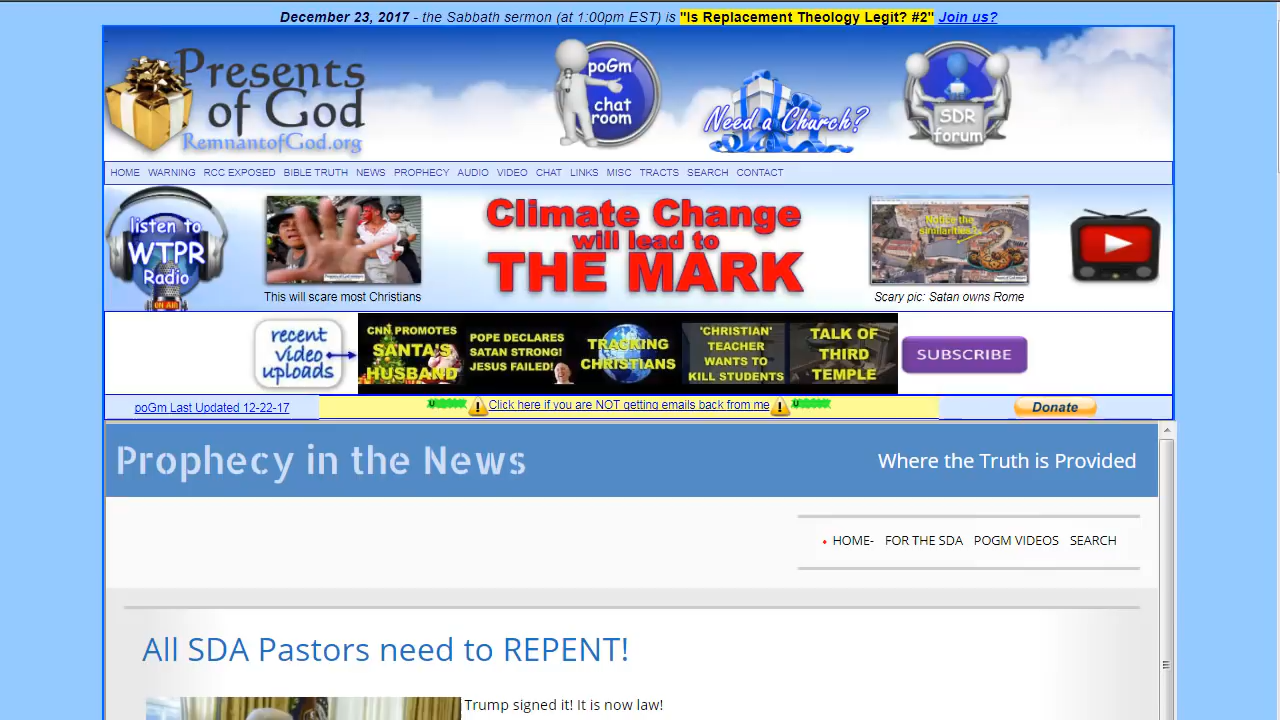 December 23, 2017 - the Sabbath sermon (at 1:00pm EST) is "Is Replacement Theology Legit? #2" Join us?
Presents
of God
RemnantofGod.org
poGm
chat
room
Need a Church?
SDR
forum
HOME WARNING RCC EXPOSED BIBLE TRUTH NEWS PROPHECY AUDIO VIDEO CHAT LINKS MISC TRACTS SEARCH CONTACT
listen to
WTPR
Radio
ON AIR
This will scare most Christians
Climate Change
will lead to
THE MARK
Notice the
similarities?
Scary pic: Satan owns Rome
recent
video
uploads
CNN PROMOTES
SANTA'S
HUSBAND
POPE DECLARES
SATAN STRONG!
JESUS FAILED!
TRACKING
CHRISTIANS
'CHRISTIAN'
TEACHER
WANTS TO
KILL STUDENTS
TALK OF
THIRD
TEMPLE
SUBSCRIBE
poGm Last Updated 12-22-17
Click here if you are NOT getting emails back from me
Donate
Prophecy in the News
Where the Truth is Provided
HOME- FOR THE SDA POGM VIDEOS SEARCH
All SDA Pastors need to REPENT!
Trump signed it! It is now law!